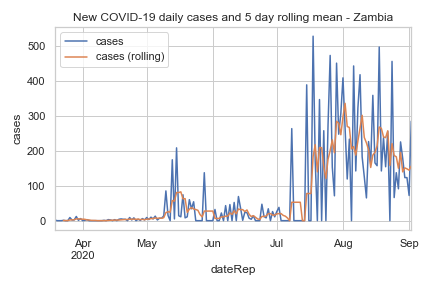 New COVID-19 daily cases and 5 day rolling mean - Zambia
cases
cases (rolling)
500
400
300
200
100
0
cases
Apr
2020
May
Jun
Jul
Aug
Sep
dateRep